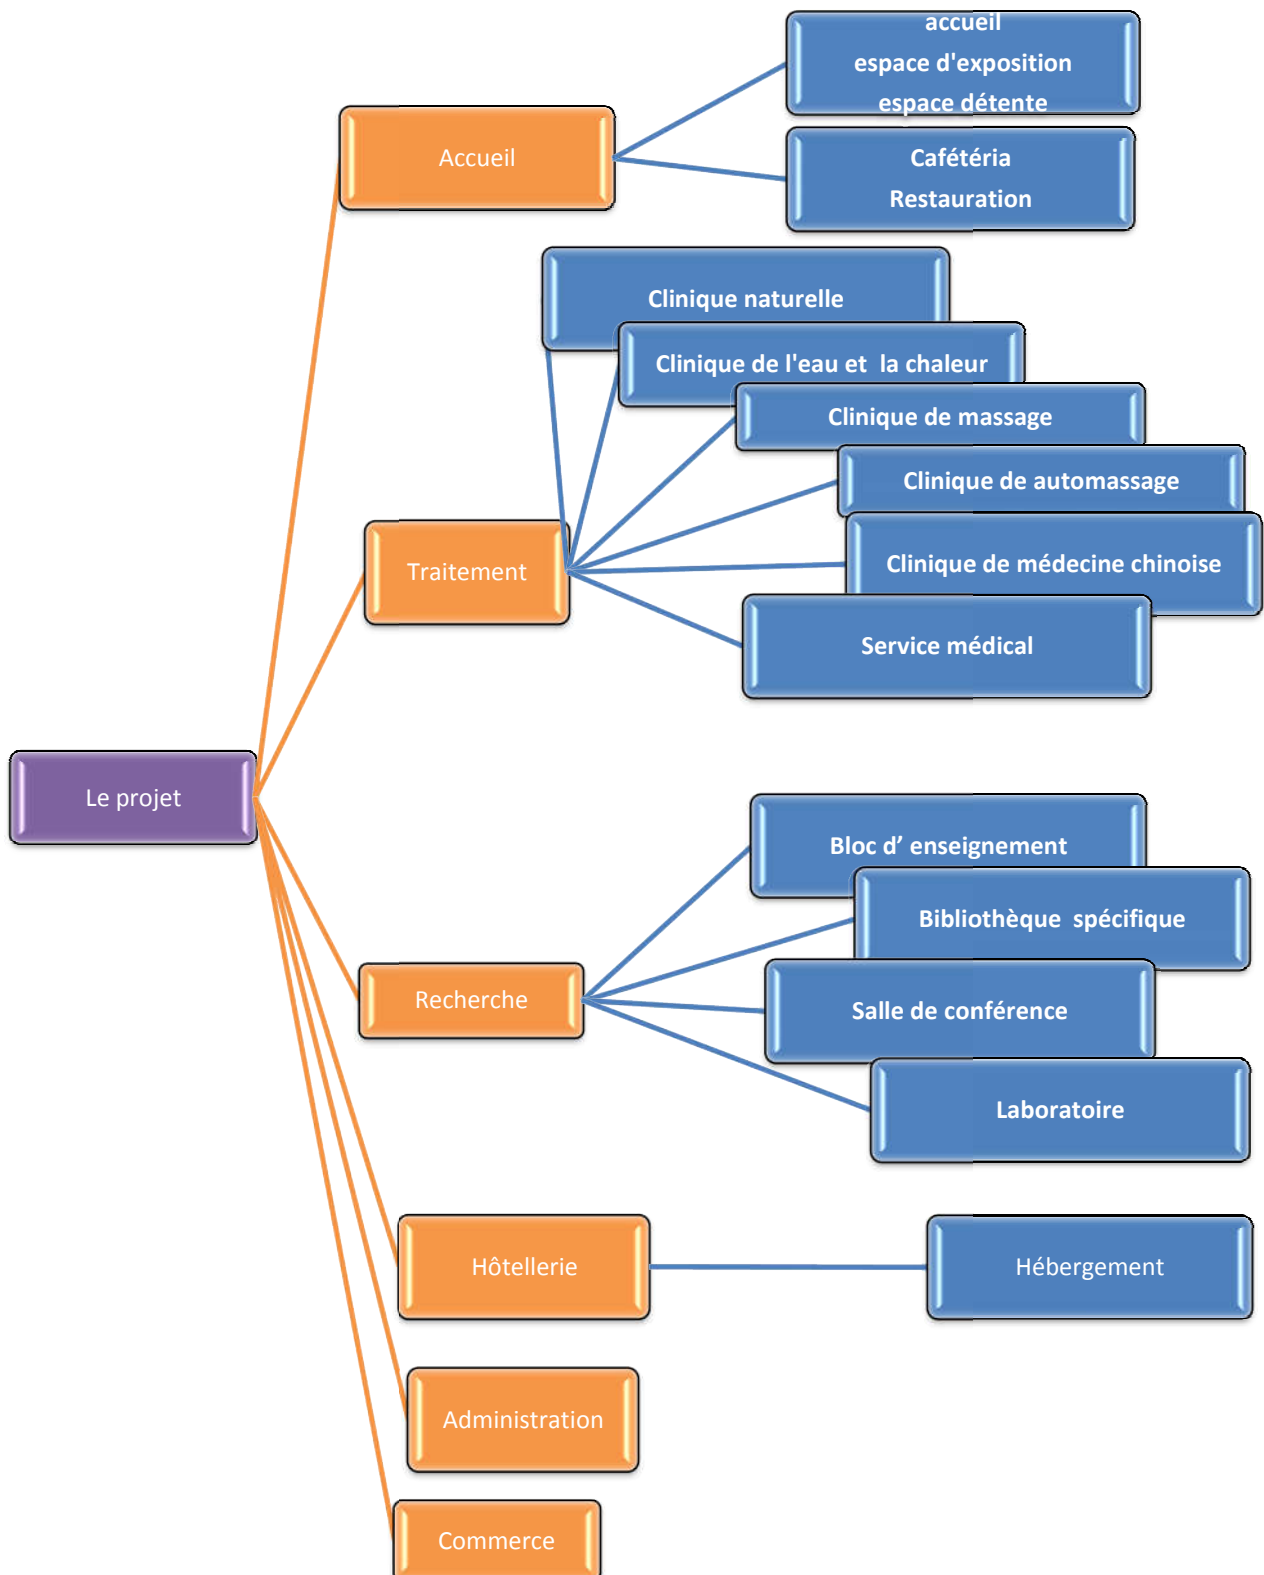 accueil
espace d'exposition
espace détente
Accueil
Cafétéria
Restauration
Clinique naturelle
Clinique de l'eau et  la chaleur
Clinique de massage
Clinique de automassage
Clinique de médecine chinoise
Traitement
Service médical
Le projet
Bloc d’ enseignement
Bibliothèque  spécifique
Recherche
Salle de conférence
Laboratoire
Hôtellerie
Hébergement
Administration
Commerce